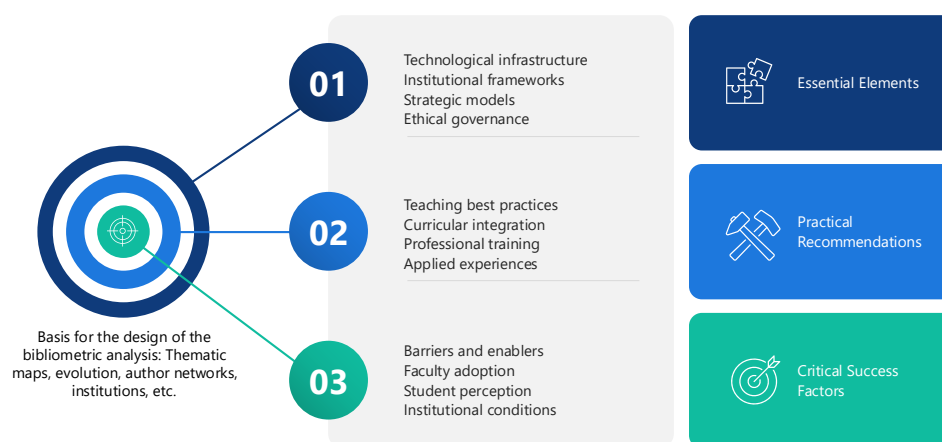 01
Technological infrastructure
Institutional frameworks
Strategic models
Ethical governance
Essential Elements
02
Teaching best practices
Curricular integration
Professional training
Applied experiences
Practical
Recommendations
Basis for the design of the
bibliometric analysis: Thematic
maps, evolution, author networks,
institutions, etc.
03
Barriers and enablers
Faculty adoption
Student perception
Institutional conditions
Critical Success
Factors